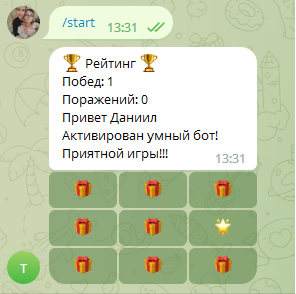 /start
13:31
🏆 Рейтинг 🏆
Побед: 1
Поражений: 0
Привет Даниил
Активирован умный бот!
Приятной игры!!!
13:31
T